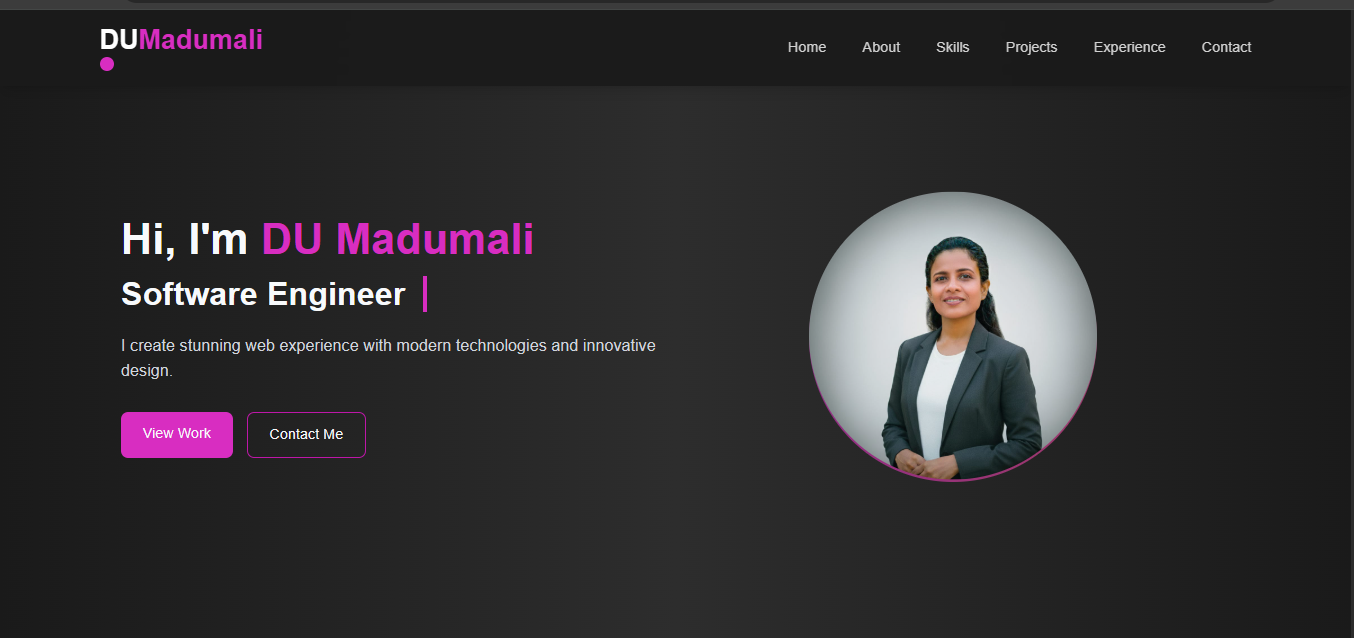 DUMadumali
Home About Skills Projects Experience Contact
Hi, I'm DU Madumali
Software Engineer
I create stunning web experience with modern technologies and innovative
design.
View Work Contact Me